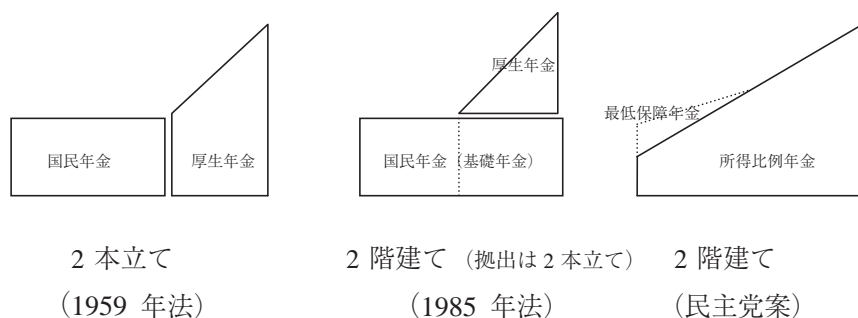 厚生年金
最低保障年金
国民年金
厚生年金
国民年金（基礎年金）
所得比例年金
2 本立て
2 階建て （拠出は 2 本立て）
2 階建て
（1959 年法）
（1985 年法）
（民主党案）